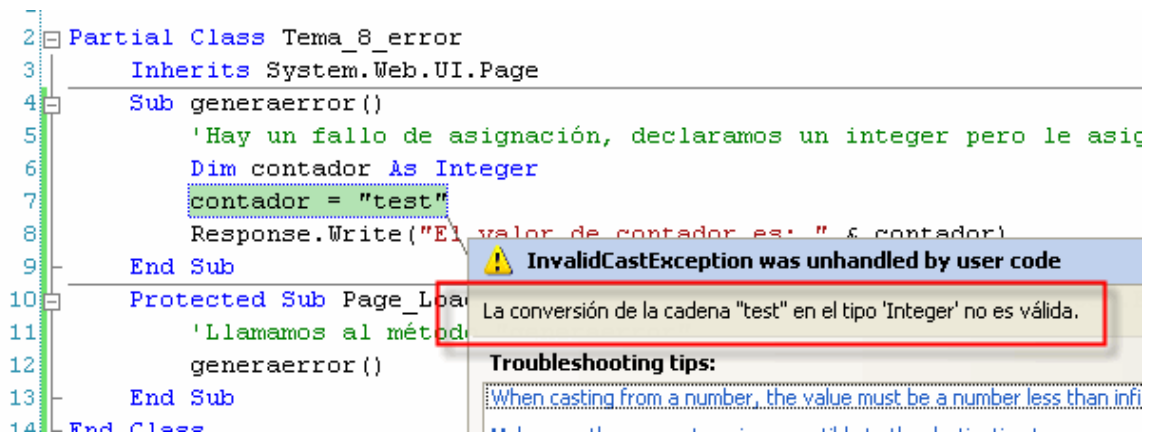 2 Partial Class Tema_8_error
3 Inherits System.Web.UI.Page
4 Sub generaerror()
5 'Hay un fallo de asignación, declaramos un integer pero le asig
6 Dim contador As Integer
7 contador = "test"
8 Response.Write("El valor de contador es: " & contador)
9 End Sub
InvalidCastException was unhandled by user code
10 Protected Sub Page_Loa
La conversión de la cadena "test" en el tipo 'Integer' no es válida.
11 'Llamamos al método
12 generaerror()
Troubleshooting tips:
13 End Sub
When casting from a number, the value must be a number less than infi
14 End Class